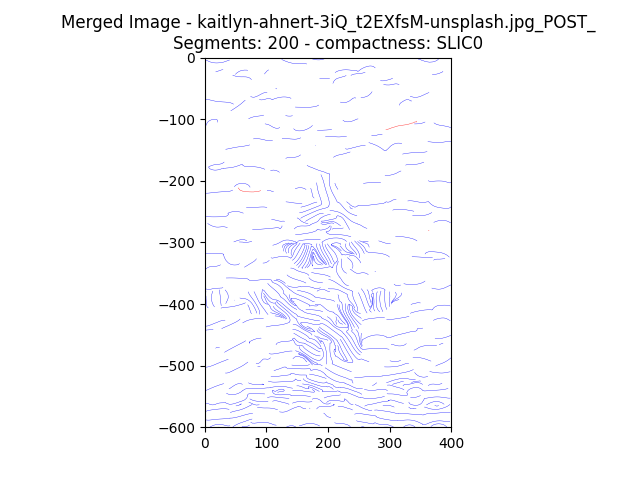 Merged Image - kaitlyn-ahnert-3iQ_t2EXfsM-unsplash.jpg_POST_
Segments: 200 - compactness: SLIC0
0
−100
−200
−300
−400
−500
−600
0 100 200 300 400